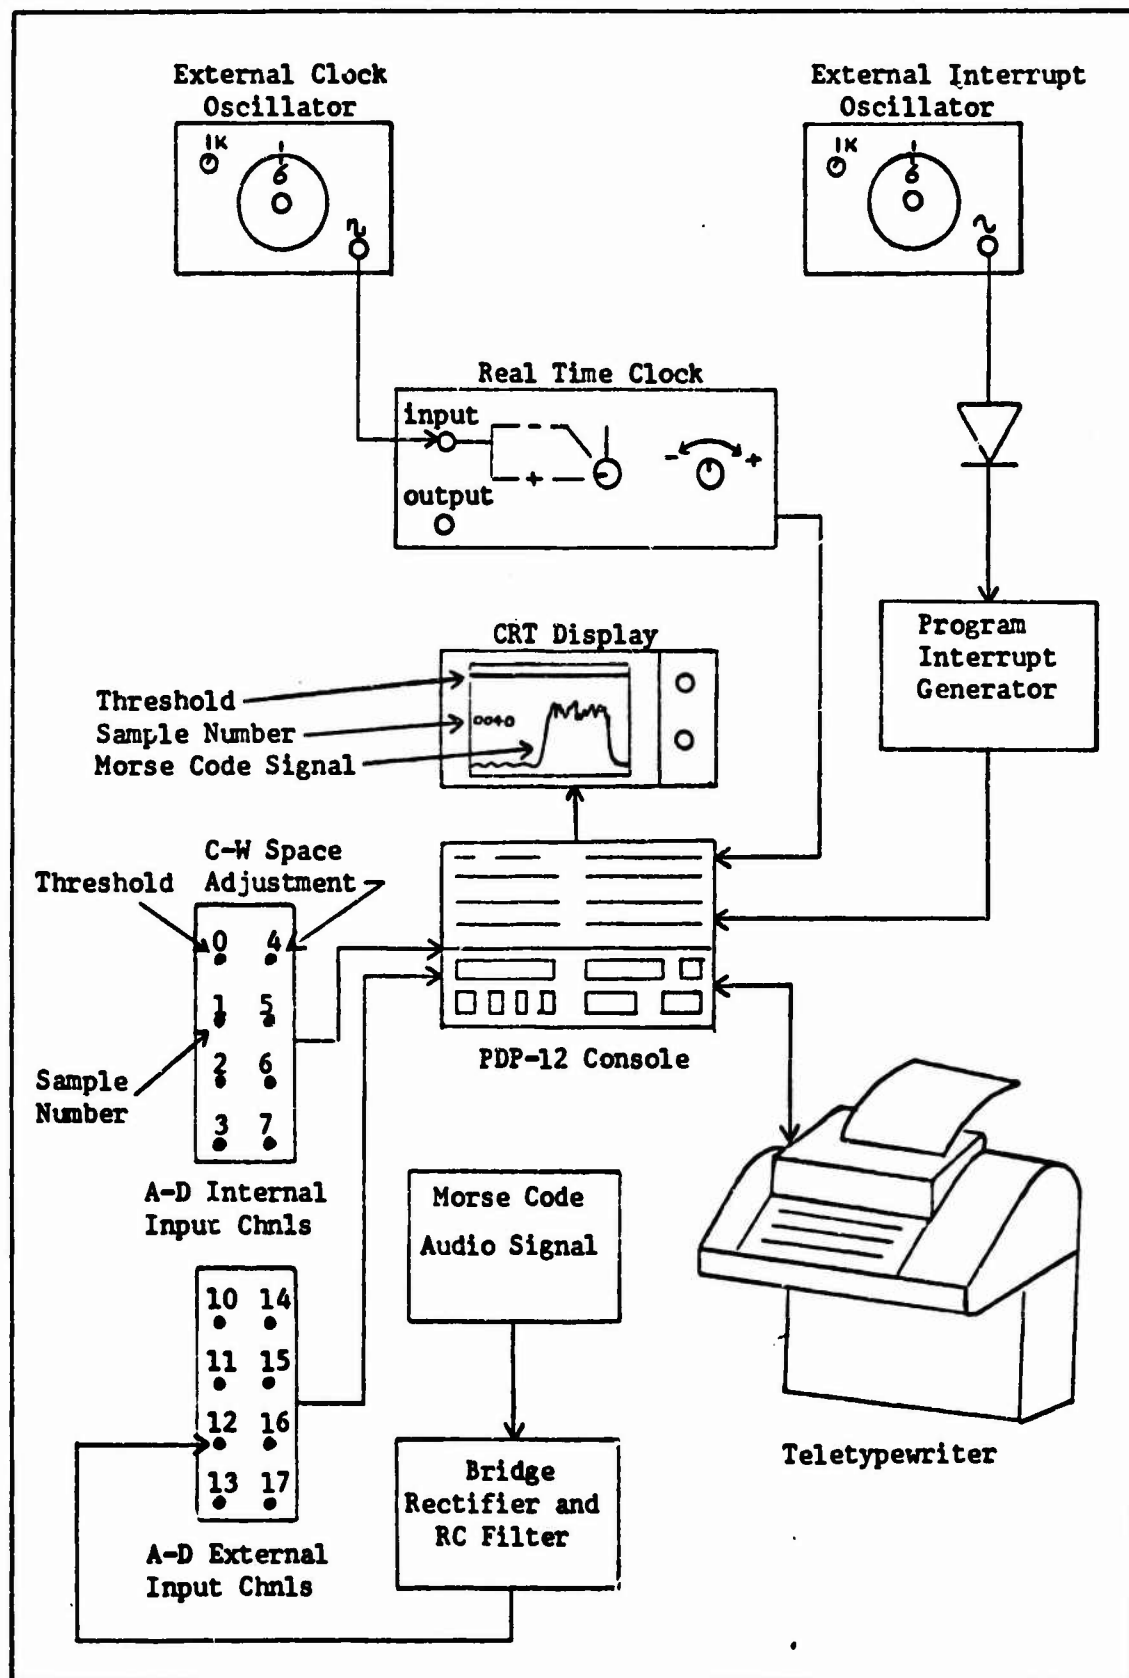 External Clock
Oscillator
1K
6
External Interrupt
Oscillator
1K
6
Real Time Clock
input
- +
+
output
CRT Display
Threshold
Sample Number
Morse Code Signal
0040
Program
Interrupt
Generator
C-W Space
Adjustment
Threshold
0 4
1 5
2 6
3 7
Sample
Number
A-D Internal
Input Chnls
PDP-12 Console
Morse Code
Audio Signal
10 14
11 15
12 16
13 17
A-D External
Input Chnls
Bridge
Rectifier and
RC Filter
Teletypewriter